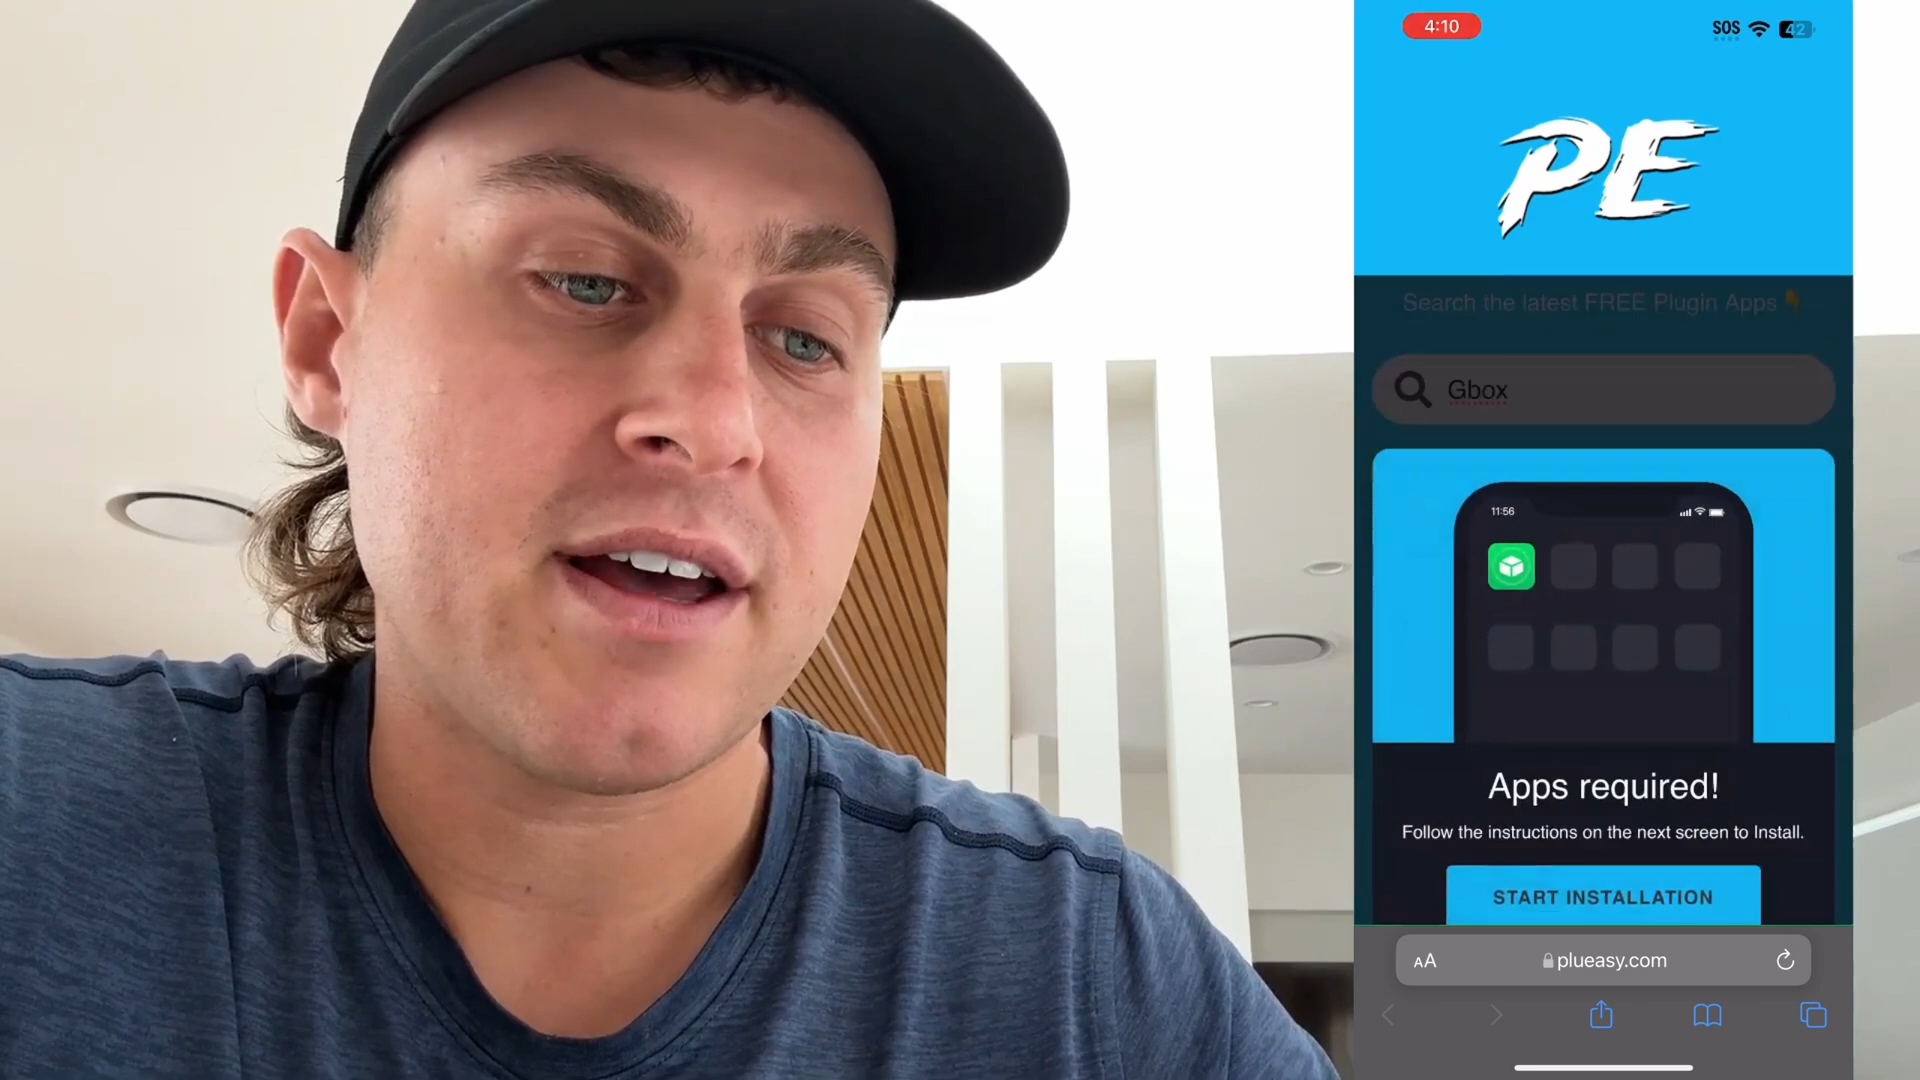 4:10
SOS
42
PE
Search the latest FREE Plugin Apps
Gbox
11:56
Apps required!
Follow the instructions on the next screen to Install.
START INSTALLATION
AA
plueasy.com